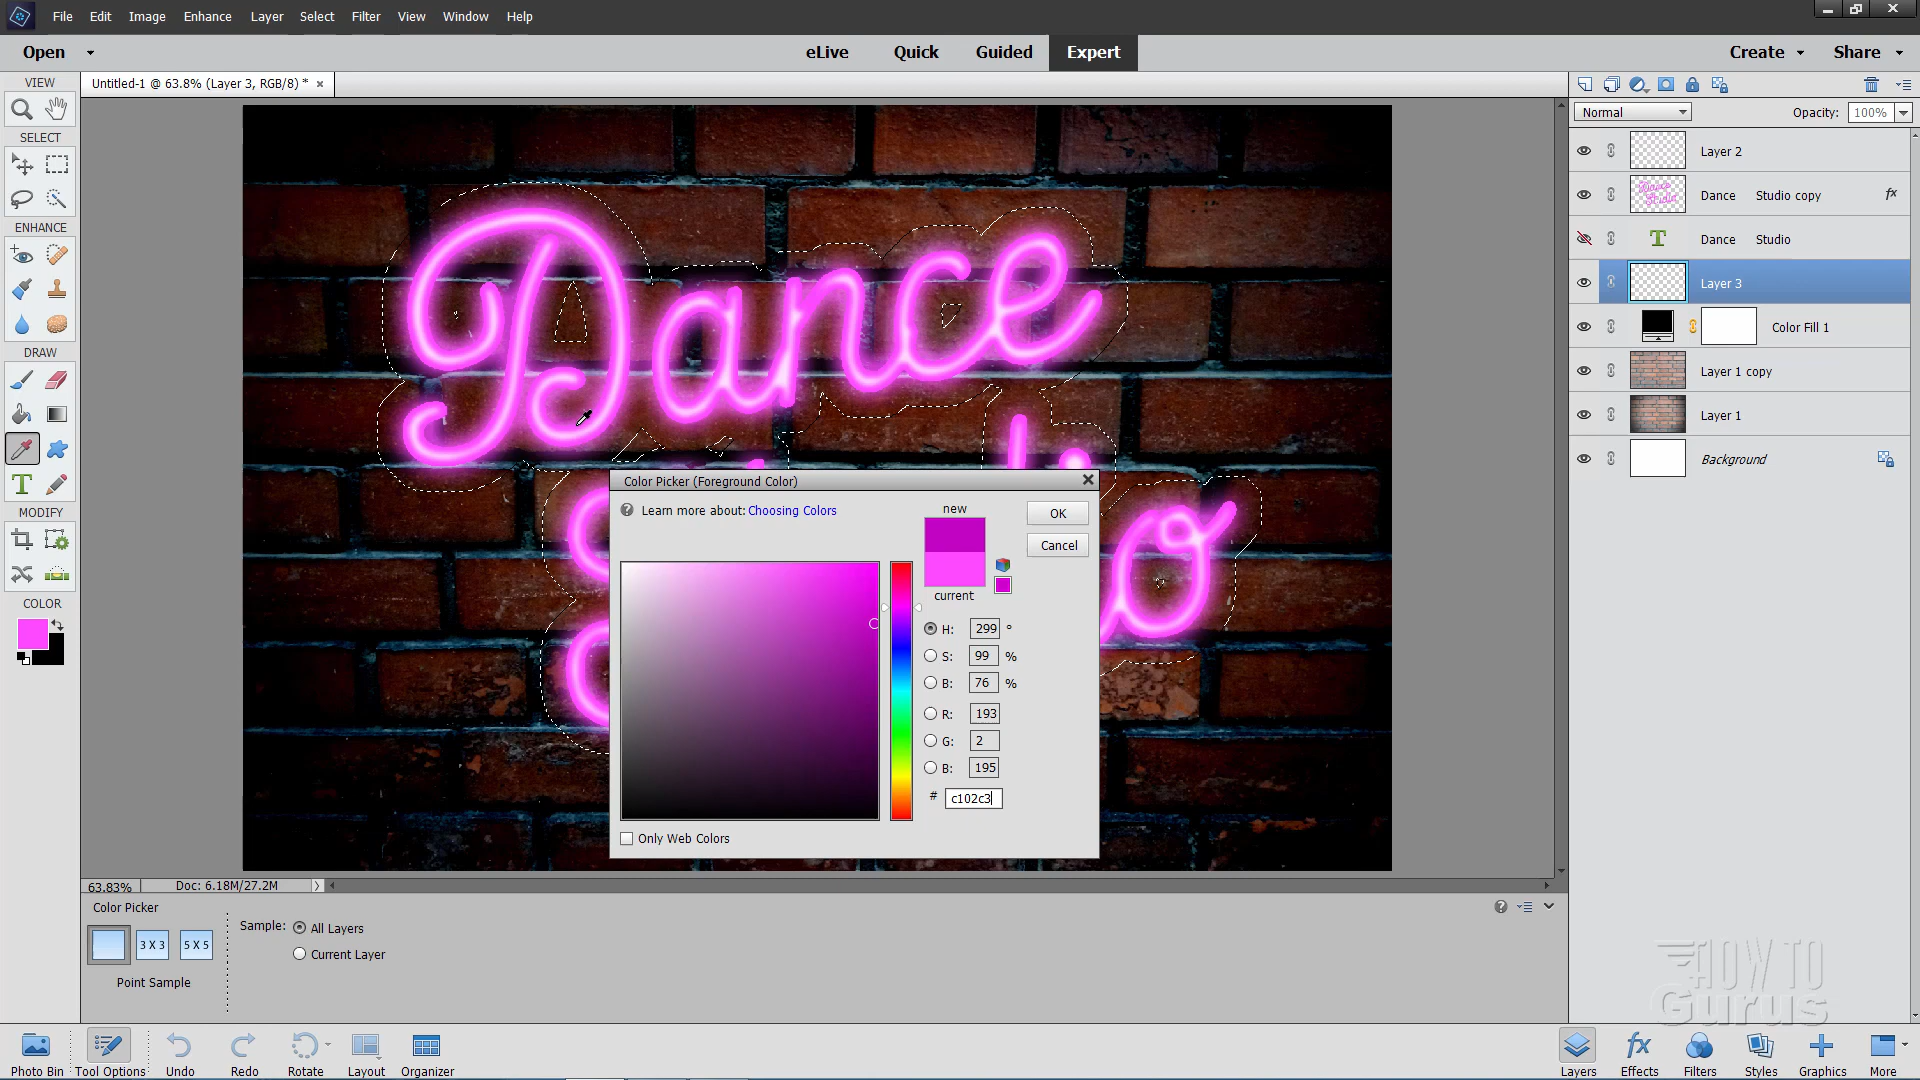 File Edit Image Enhance Layer Select Filter View Window Help
Open eLive Quick Guided Expert Create Share
VIEW
Untitled-1 @ 63.8% (Layer 3, RGB/8) *
Normal Opacity: 100%
SELECT
Layer 2
Dance Studio copy fx
Dance Studio
Layer 3
Color Fill 1
Layer 1 copy
Layer 1
Background
ENHANCE
DRAW
MODIFY
COLOR
Dance
Color Picker (Foreground Color)
Learn more about: Choosing Colors
new
current
OK
Cancel
H: 299 °
S: 99 %
B: 76 %
R: 193
G: 2
B: 195
# c102c3
Only Web Colors
63.83% Doc: 6.18M/27.2M
Color Picker
Sample: All Layers
Current Layer
3 X 3 5 X 5
Point Sample
HOW TO
Gurus
Photo Bin Tool Options Undo Redo Rotate Layout Organizer
Layers Effects Filters Styles Graphics More